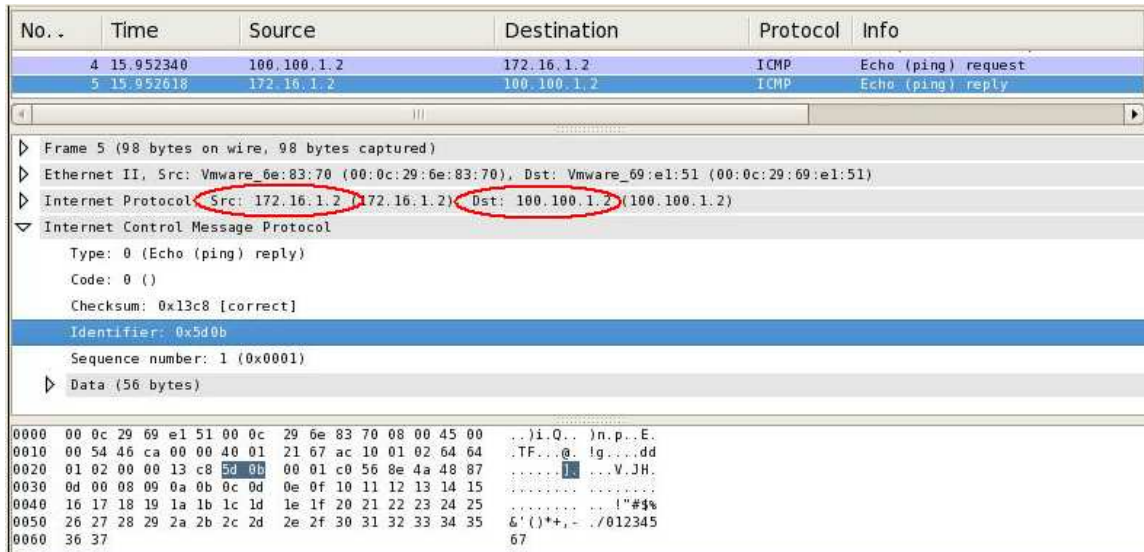 No. . Time Source Destination Protocol Info
4 15.952340 100.100.1.2 172.16.1.2 ICMP Echo (ping) request
5 15.952618 172.16.1.2 100.100.1.2 ICMP Echo (ping) reply
Frame 5 (98 bytes on wire, 98 bytes captured)
Ethernet II, Src: Vmware_6e:83:70 (00:0c:29:6e:83:70), Dst: Vmware_69:e1:51 (00:0c:29:69:e1:51)
Internet Protocol, Src: 172.16.1.2 (172.16.1.2), Dst: 100.100.1.2 (100.100.1.2)
Internet Control Message Protocol
Type: 0 (Echo (ping) reply)
Code: 0 ()
Checksum: 0x13c8 [correct]
Identifier: 0x5d0b
Sequence number: 1 (0x0001)
Data (56 bytes)
0000 00 0c 29 69 e1 51 00 0c 29 6e 83 70 08 00 45 00 ..)i.Q.. )n.p..E.
0010 00 54 46 ca 00 00 40 01 21 67 ac 10 01 02 64 64 .TF...@. !g....dd
0020 01 02 00 00 13 c8 5d 0b 00 01 c0 56 8e 4a 48 87 ......]. ...V.JH.
0030 0d 00 08 09 0a 0b 0c 0d 0e 0f 10 11 12 13 14 15 ........ ........
0040 16 17 18 19 1a 1b 1c 1d 1e 1f 20 21 22 23 24 25 ........ .. !"#$%
0050 26 27 28 29 2a 2b 2c 2d 2e 2f 30 31 32 33 34 35 &'()*+,- ./012345
0060 36 37 67